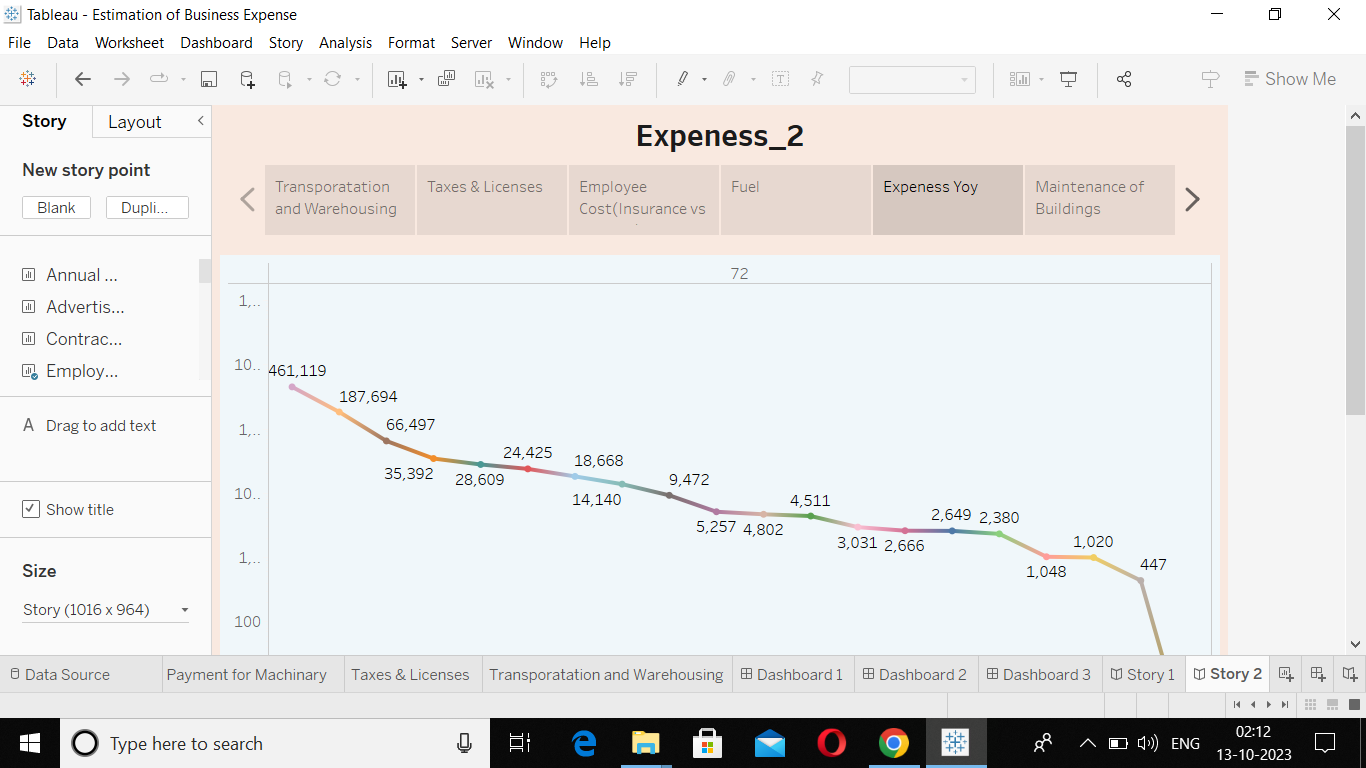 Tableau - Estimation of Business Expense
File Data Worksheet Dashboard Story Analysis Format Server Window Help
Show Me
Story Layout
New story point
Blank Dupli...
Annual ...
Advertis...
Contrac...
Employ...
A Drag to add text
Show title
Size
Story (1016 x 964)
Expeness_2
Transporatation
and Warehousing
Taxes & Licenses
Employee
Cost(Insurance vs
Fuel
Expeness Yoy
Maintenance of
Buildings
72
1,..
10..
1,..
10..
1,..
100
461,119
187,694
66,497
35,392
28,609
24,425
18,668
14,140
9,472
5,257
4,802
4,511
3,031
2,666
2,649
2,380
1,048
1,020
447
Data Source Payment for Machinary Taxes & Licenses Transporatation and Warehousing Dashboard 1 Dashboard 2 Dashboard 3 Story 1 Story 2
Type here to search
ENG
02:12
13-10-2023